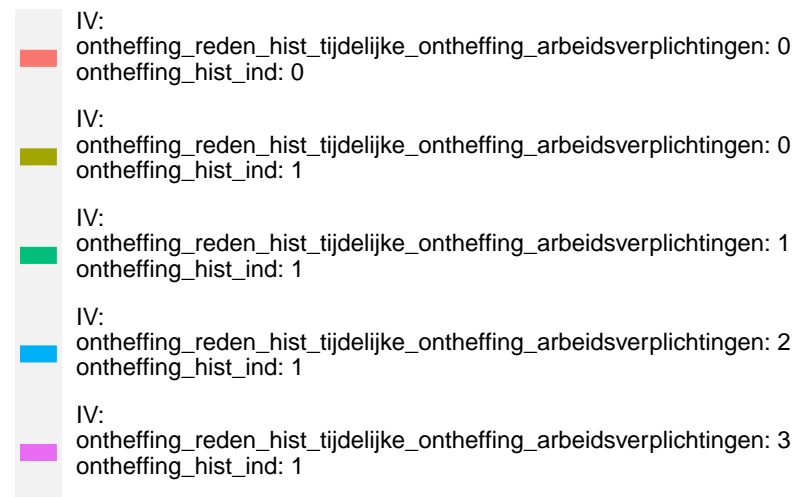 IV:
ontheffing_reden_hist_tijdelijke_ontheffing_arbeidsverplichtingen: 0
ontheffing_hist_ind: 0
IV:
ontheffing_reden_hist_tijdelijke_ontheffing_arbeidsverplichtingen: 0
ontheffing_hist_ind: 1
IV:
ontheffing_reden_hist_tijdelijke_ontheffing_arbeidsverplichtingen: 1
ontheffing_hist_ind: 1
IV:
ontheffing_reden_hist_tijdelijke_ontheffing_arbeidsverplichtingen: 2
ontheffing_hist_ind: 1
IV:
ontheffing_reden_hist_tijdelijke_ontheffing_arbeidsverplichtingen: 3
ontheffing_hist_ind: 1